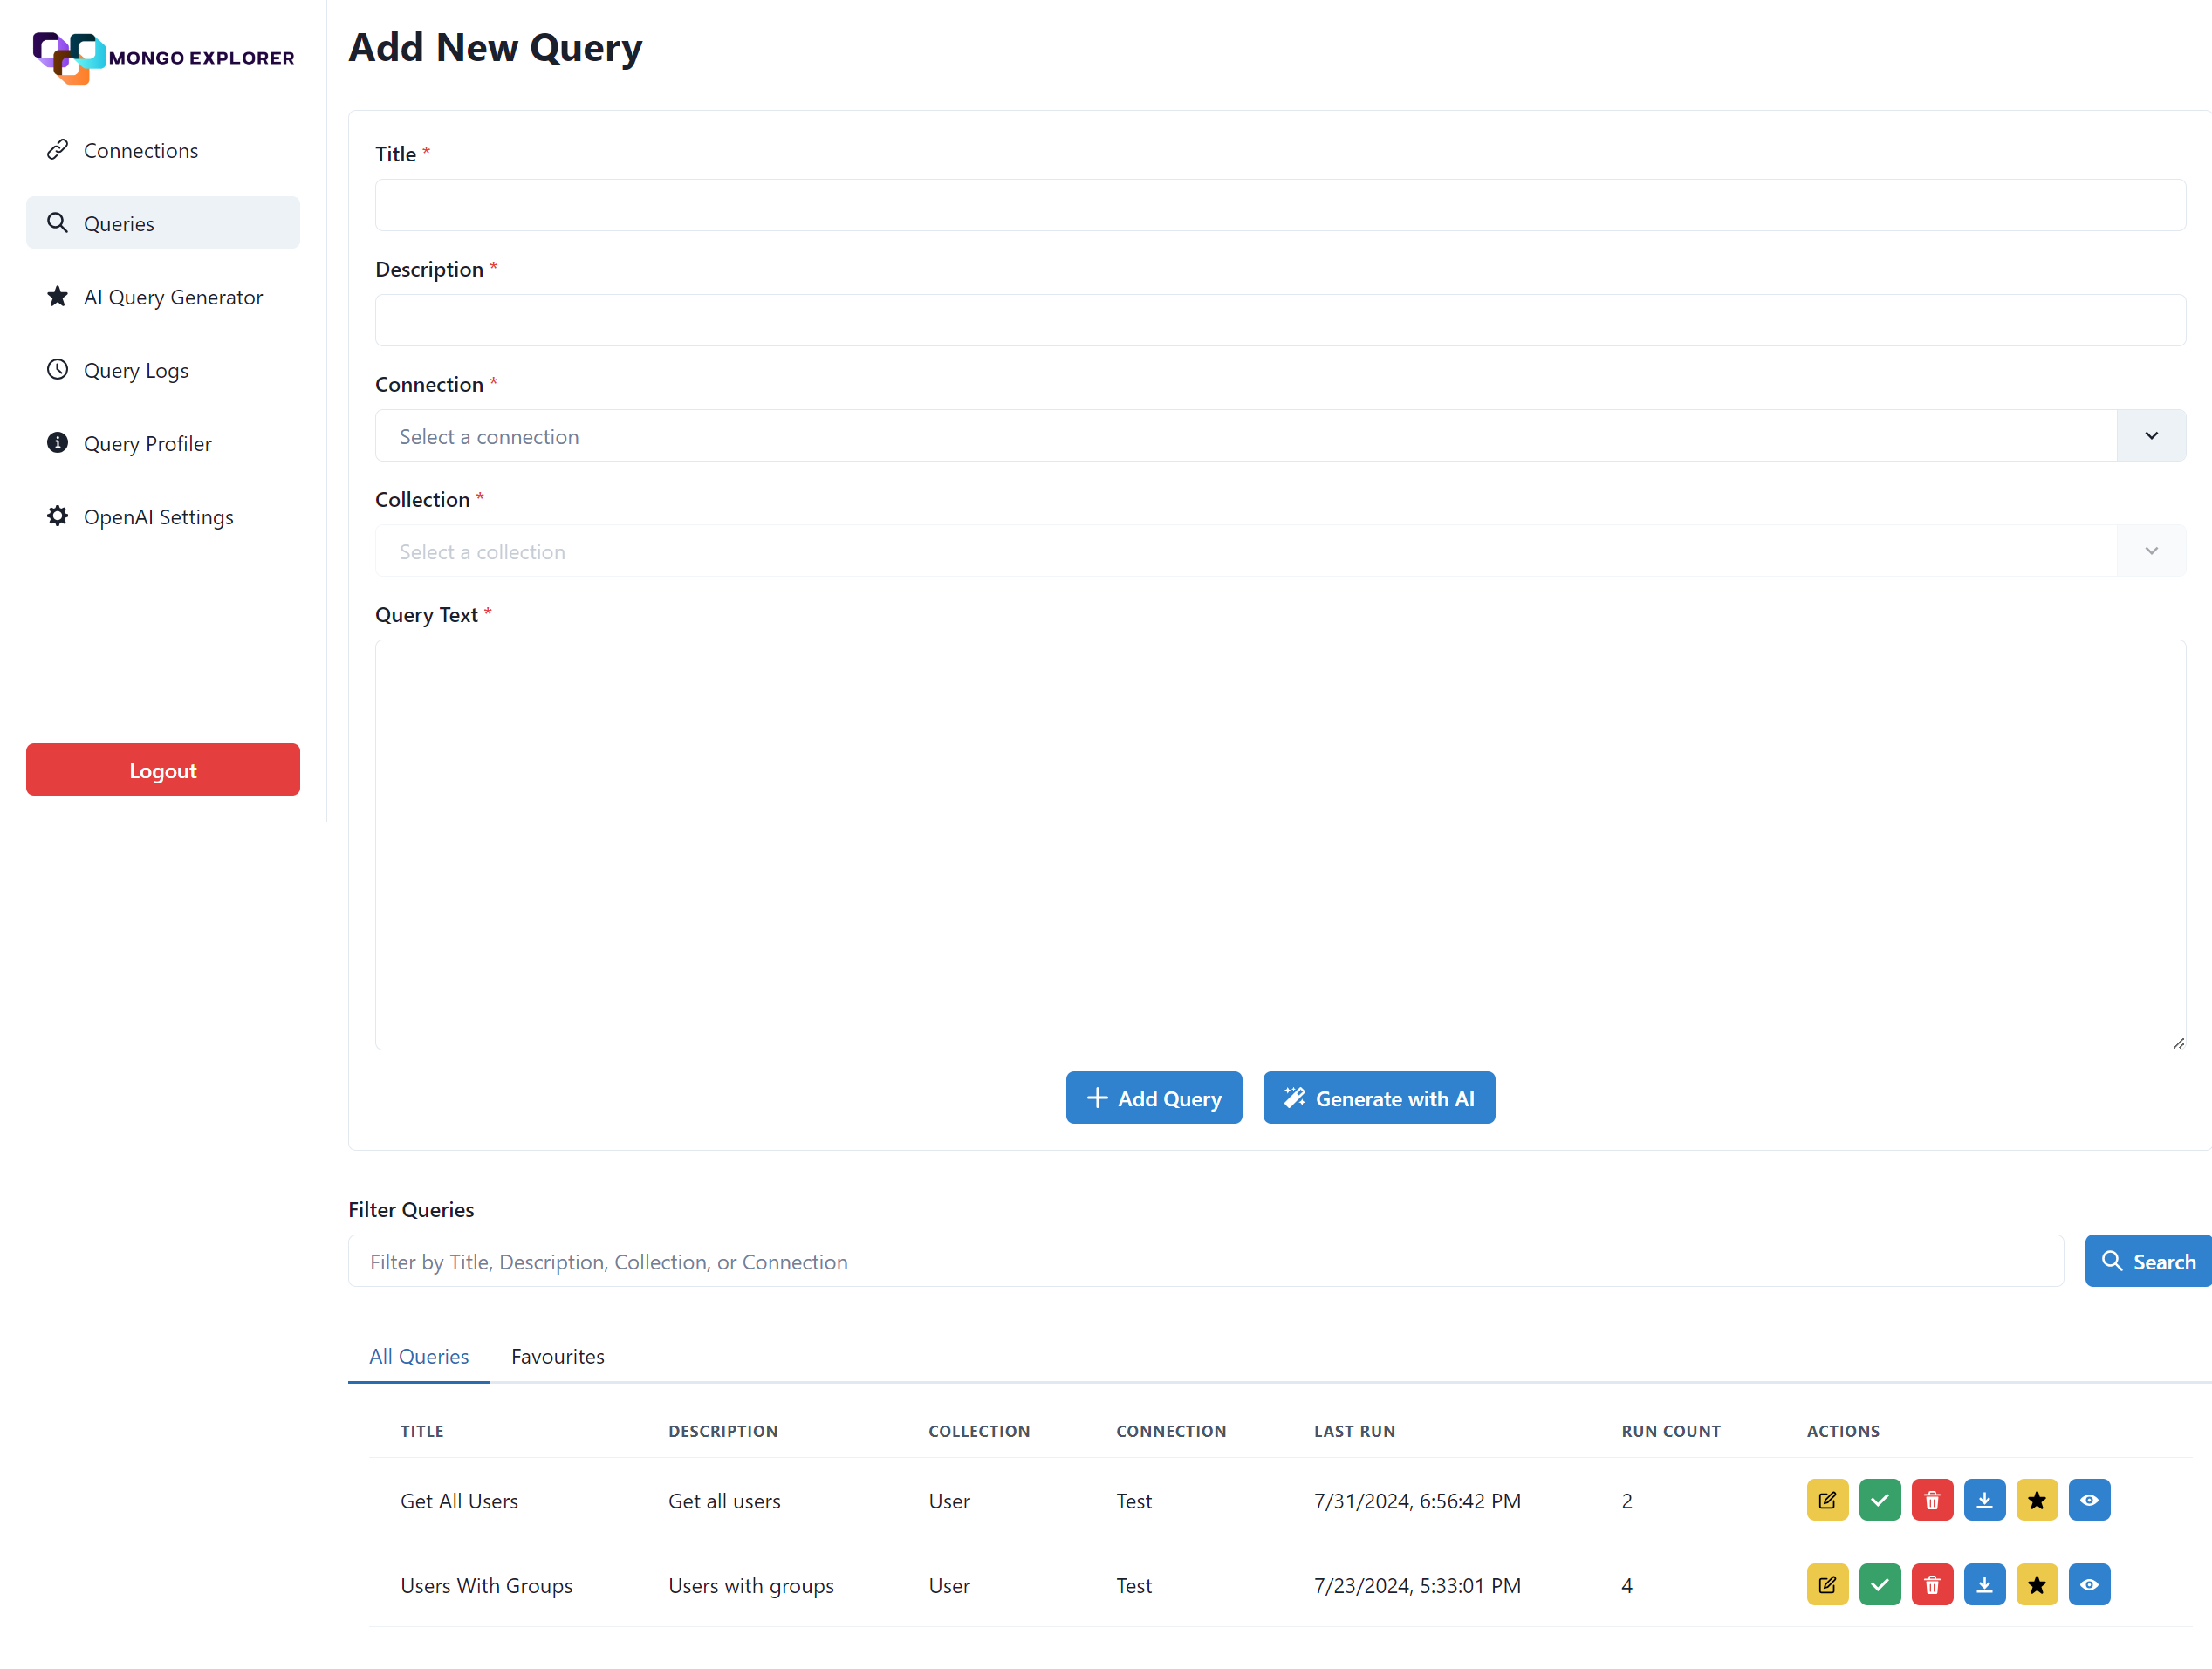 MONGO EXPLORER
Connections
Queries
AI Query Generator
Query Logs
Query Profiler
OpenAI Settings
Logout
Add New Query
Title *
Description *
Connection *
Select a connection
Collection *
Select a collection
Query Text *
Add Query
Generate with AI
Filter Queries
Filter by Title, Description, Collection, or Connection
Search
All Queries Favourites
TITLE DESCRIPTION COLLECTION CONNECTION LAST RUN RUN COUNT ACTIONS
Get All Users Get all users User Test 7/31/2024, 6:56:42 PM 2
Users With Groups Users with groups User Test 7/23/2024, 5:33:01 PM 4